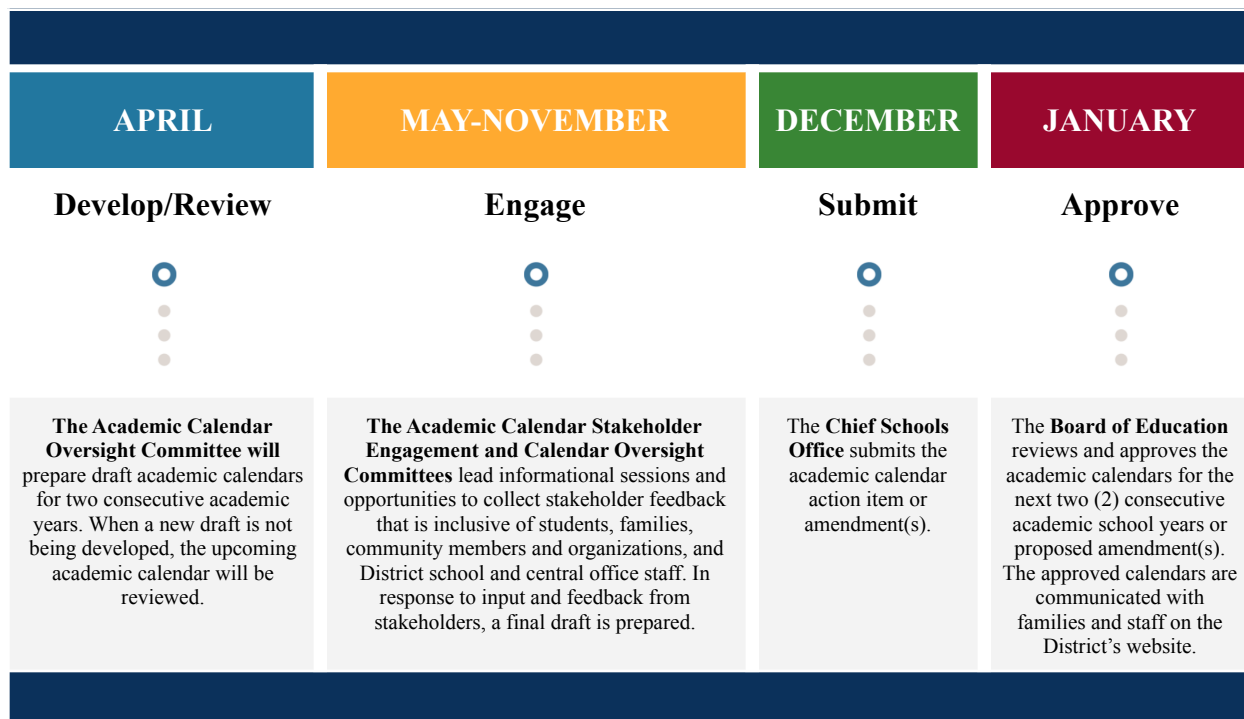 APRIL
MAY-NOVEMBER
DECEMBER
JANUARY
Develop/Review
Engage
Submit
Approve
The Academic Calendar
Oversight Committee will
prepare draft academic calendars
for two consecutive academic
years. When a new draft is not
being developed, the upcoming
academic calendar will be
reviewed.
The Academic Calendar Stakeholder
Engagement and Calendar Oversight
Committees lead informational sessions and
opportunities to collect stakeholder feedback
that is inclusive of students, families,
community members and organizations, and
District school and central office staff. In
response to input and feedback from
stakeholders, a final draft is prepared.
The Chief Schools
Office submits the
academic calendar
action item or
amendment(s).
The Board of Education
reviews and approves the
academic calendars for the
next two (2) consecutive
academic school years or
proposed amendment(s).
The approved calendars are
communicated with
families and staff on the
District’s website.